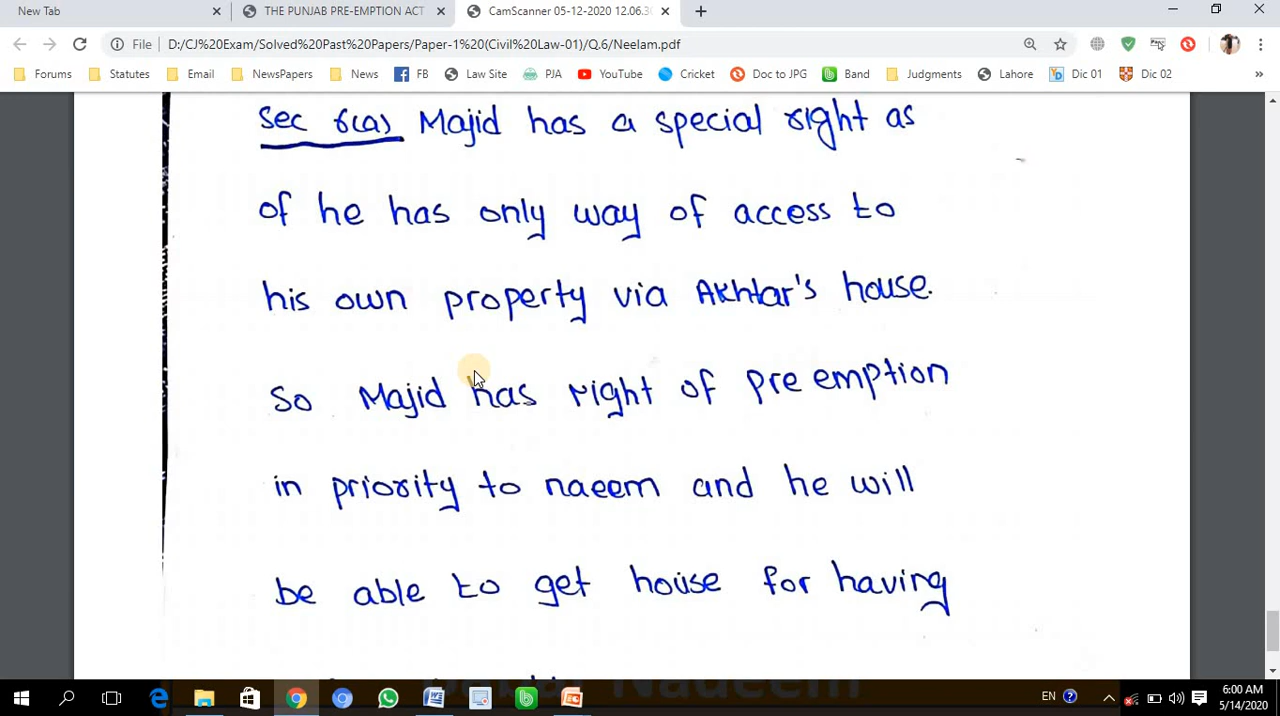 New Tab
THE PUNJAB PRE-EMPTION ACT
CamScanner 05-12-2020 12.06.30
File
D:/CJ%20Exam/Solved%20Past%20Papers/Paper-1%20(Civil%20Law-01)/Q.6/Neelam.pdf
Forums Statutes Email NewsPapers News FB Law Site PJA YouTube Cricket Doc to JPG Band Judgments Lahore Dic 01 Dic 02 »
Sec 6(a) Majid has a special right as
of he has only way of access to
his own property via Akhtar's house.
So Majid has right of pre emption
in priority to naeem and he will
be able to get house for having
Nadeem
EN
6:00 AM
5/14/2020